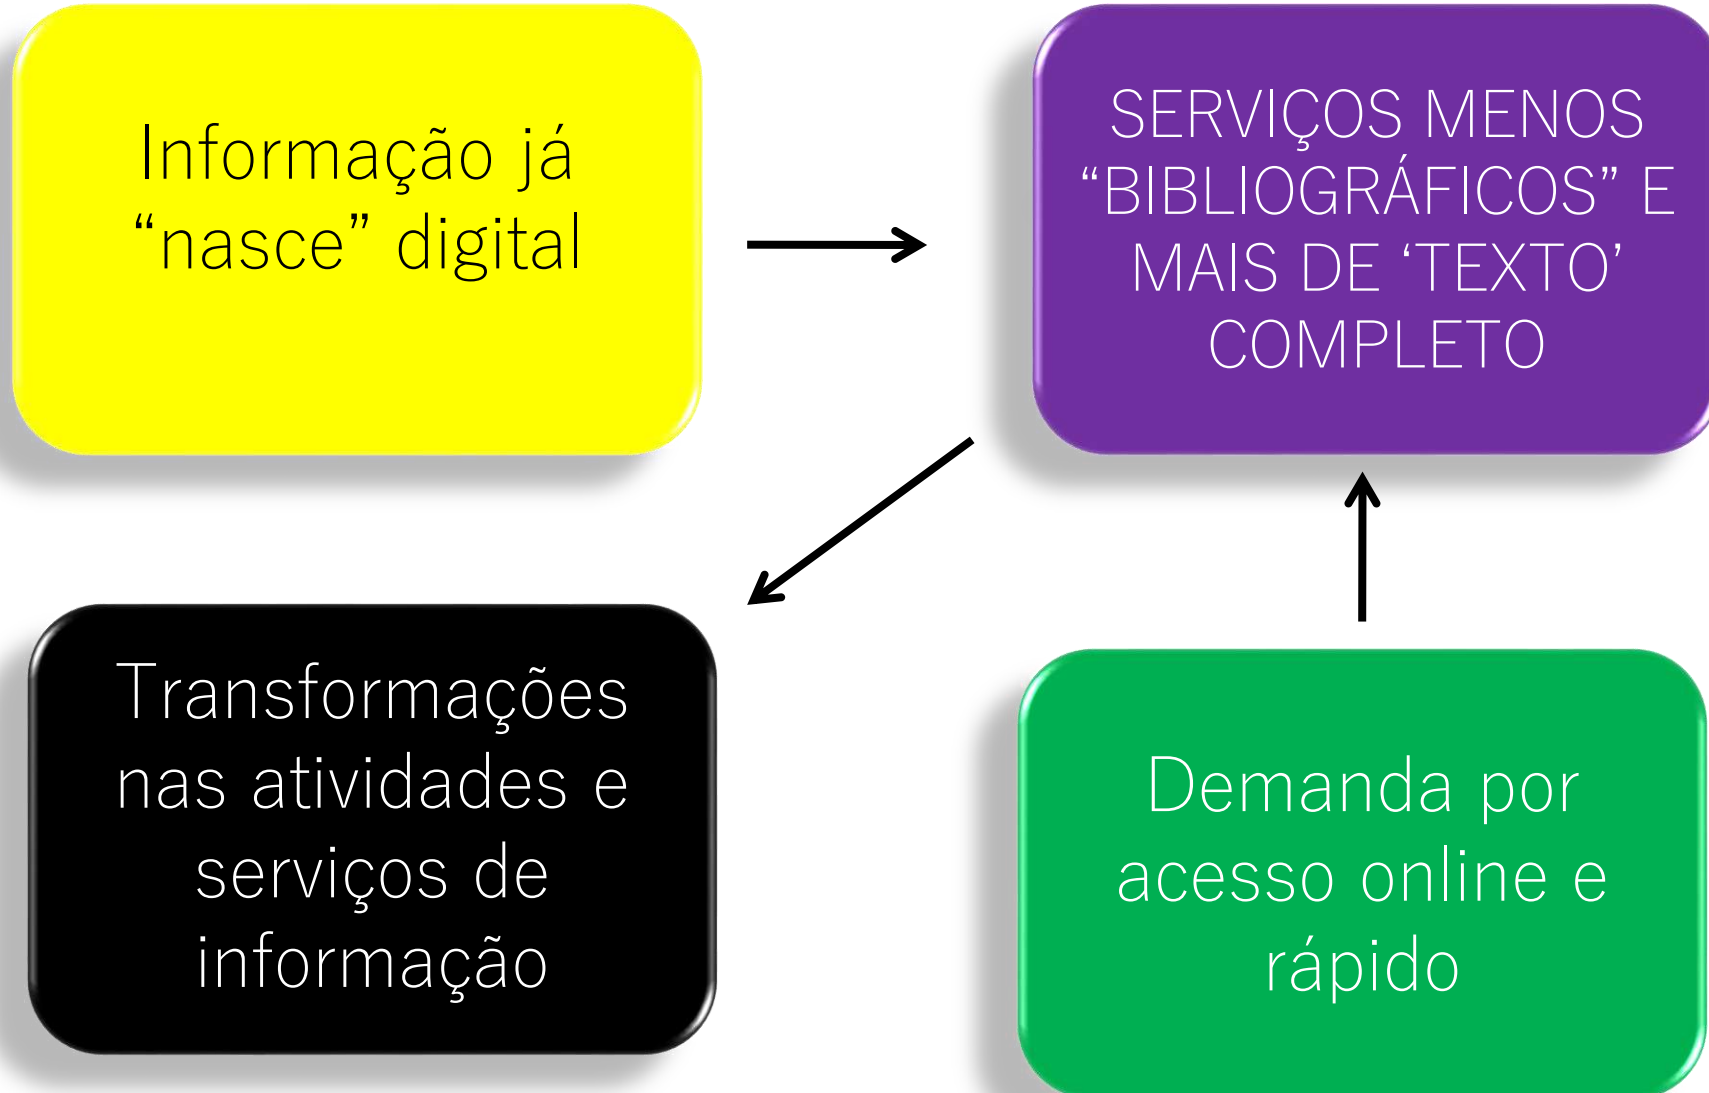 Informação já
“nasce” digital
SERVIÇOS MENOS
“BIBLIOGRÁFICOS” E
MAIS DE ‘TEXTO’
COMPLETO
Transformações
nas atividades e
serviços de
informação
Demanda por
acesso online e
rápido